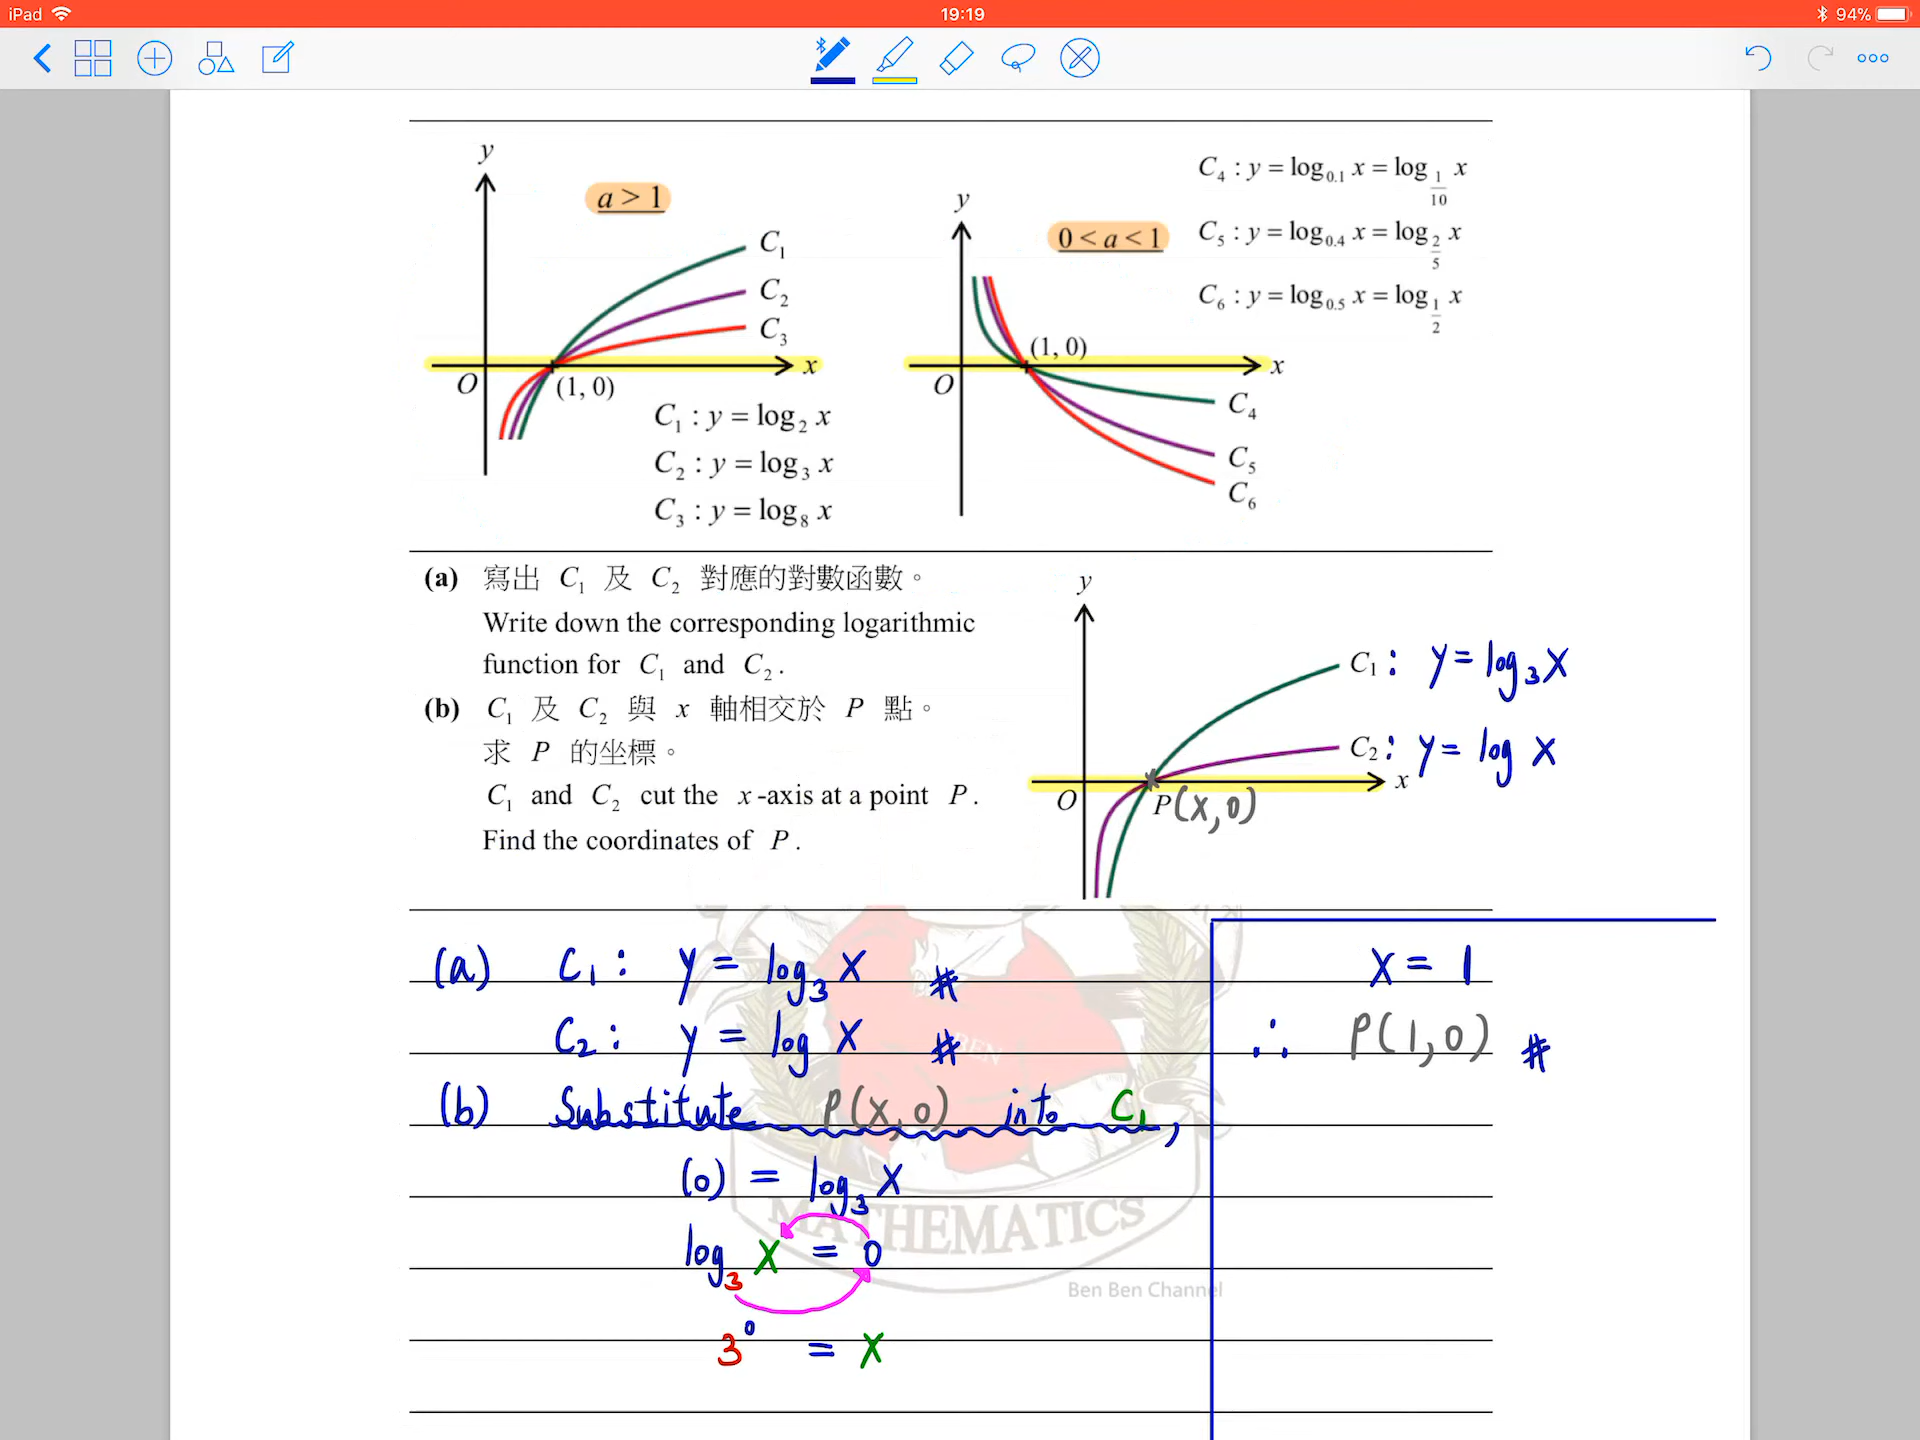 iPad 19:19 94%
y
a > 1
C₁
C₂
C₃
x
O
(1, 0)
C₁ : y = log₂ x
C₂ : y = log₃ x
C₃ : y = log₈ x
y
0 < a < 1
(1, 0)
x
O
C₄
C₅
C₆
C₄ : y = log₀.₁ x = log_(1/10) x
C₅ : y = log₀.₄ x = log_(2/5) x
C₆ : y = log₀.₅ x = log_(1/2) x
(a) 寫出 C₁ 及 C₂ 對應的對數函數。
Write down the corresponding logarithmic
function for C₁ and C₂ .
(b) C₁ 及 C₂ 與 x 軸相交於 P 點。
求 P 的坐標。
C₁ and C₂ cut the x-axis at a point P .
Find the coordinates of P .
y
C₁ : y = log₃ x
C₂ : y = log x
x
O
P(x, 0)
(a) C₁ : y = log₃ x #
C₂ : y = log x #
(b) Substitute P(x, 0) into C₁ ,
(0) = log₃ x
log₃ x = 0
3⁰ = x
x = 1
∴ P(1, 0) #
BEN
MATHEMATICS
Ben Ben Channel